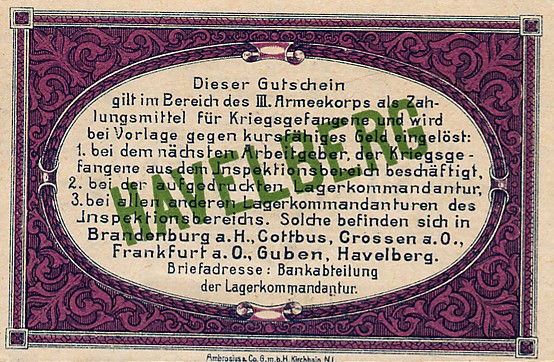 Dieser Gutschein
gilt im Bereich des III. Armeekorps als Zah-
lungsmittel für Kriegsgefangene und wird
bei Vorlage gegen kursfähiges Geld eingelöst:
1. bei dem nächsten Arbeitgeber, der Kriegsge-
fangene aus dem Inspektionsbereich beschäftigt,
2. bei der aufgedruckten Lagerkommandantur,
3. bei allen anderen Lagerkommandanturen des
Inspektionsbereichs. Solche befinden sich in
Brandenburg a. H., Cottbus, Crossen a. O.,
Frankfurt a. O., Guben, Havelberg.
Briefadresse: Bankabteilung
der Lagerkommandantur.
HAVELBERG
Ambrosius & Co. G.m.b.H. Kirchhain N.L.